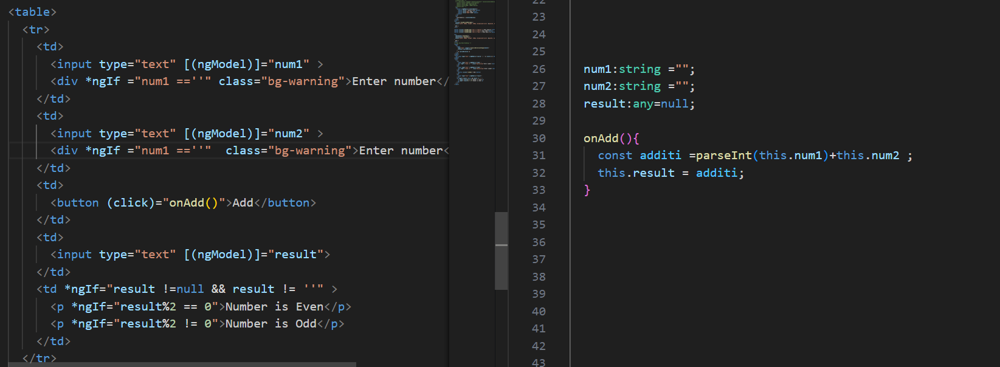 <table>
<tr>
<td>
<input type="text" [(ngModel)]="num1" >
<div *ngIf ="num1 ==''" class="bg-warning">Enter number</
</td>
<td>
<input type="text" [(ngModel)]="num2" >
<div *ngIf ="num1 ==''"  class="bg-warning">Enter number<
</td>
<td>
<button (click)="onAdd()">Add</button>
</td>
<td>
<input type="text" [(ngModel)]="result">
</td>
<td *ngIf="result !=null && result != ''" >
<p *ngIf="result%2 == 0">Number is Even</p>
<p *ngIf="result%2 != 0">Number is Odd</p>
</td>
</tr>
22
23
24
25
26 num1:string ="";
27 num2:string ="";
28 result:any=null;
29
30 onAdd(){
31 const additi =parseInt(this.num1)+this.num2 ;
32 this.result = additi;
33 }
34
35
36
37
38
39
40
41
42
43